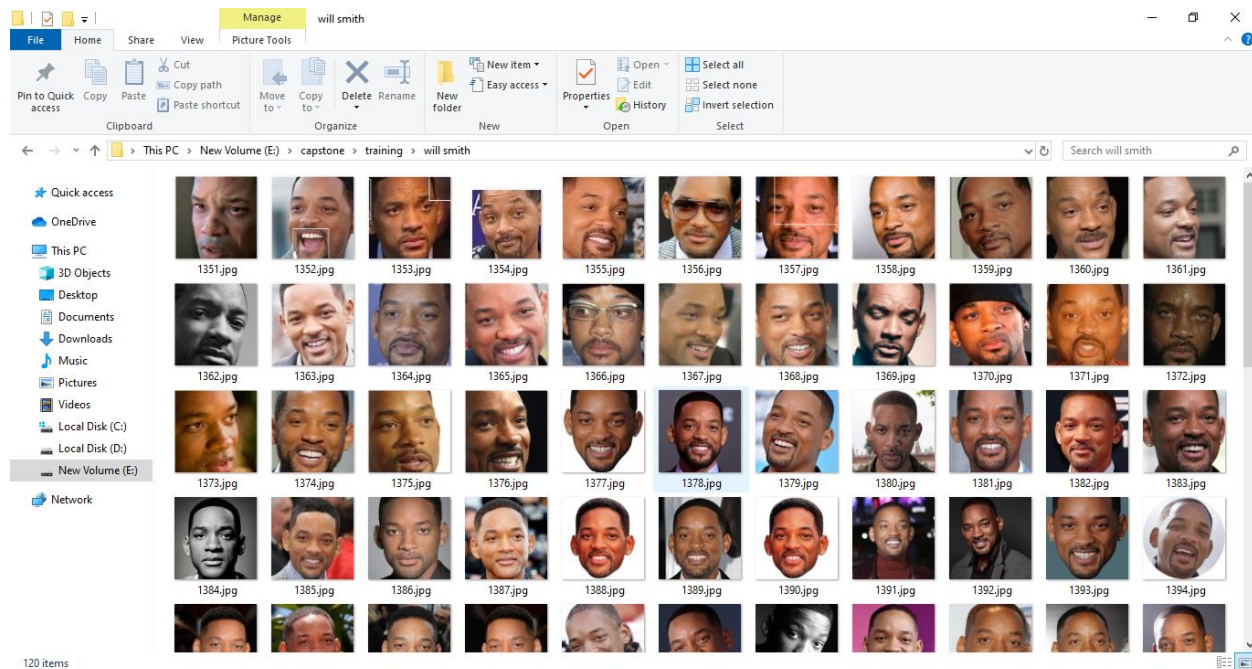 Manage
will smith
File
Home
Share
View
Picture Tools
Pin to Quick access
Copy
Paste
Cut
Copy path
Paste shortcut
Clipboard
Move to
Copy to
Delete
Rename
Organize
New folder
New item
Easy access
New
Properties
Open
Edit
History
Open
Select all
Select none
Invert selection
Select
This PC > New Volume (E:) > capstone > training > will smith
Search will smith
Quick access
OneDrive
This PC
3D Objects
Desktop
Documents
Downloads
Music
Pictures
Videos
Local Disk (C:)
Local Disk (D:)
New Volume (E:)
Network
1351.jpg 1352.jpg 1353.jpg 1354.jpg 1355.jpg 1356.jpg 1357.jpg 1358.jpg 1359.jpg 1360.jpg 1361.jpg
1362.jpg 1363.jpg 1364.jpg 1365.jpg 1366.jpg 1367.jpg 1368.jpg 1369.jpg 1370.jpg 1371.jpg 1372.jpg
1373.jpg 1374.jpg 1375.jpg 1376.jpg 1377.jpg 1378.jpg 1379.jpg 1380.jpg 1381.jpg 1382.jpg 1383.jpg
1384.jpg 1385.jpg 1386.jpg 1387.jpg 1388.jpg 1389.jpg 1390.jpg 1391.jpg 1392.jpg 1393.jpg 1394.jpg
120 items